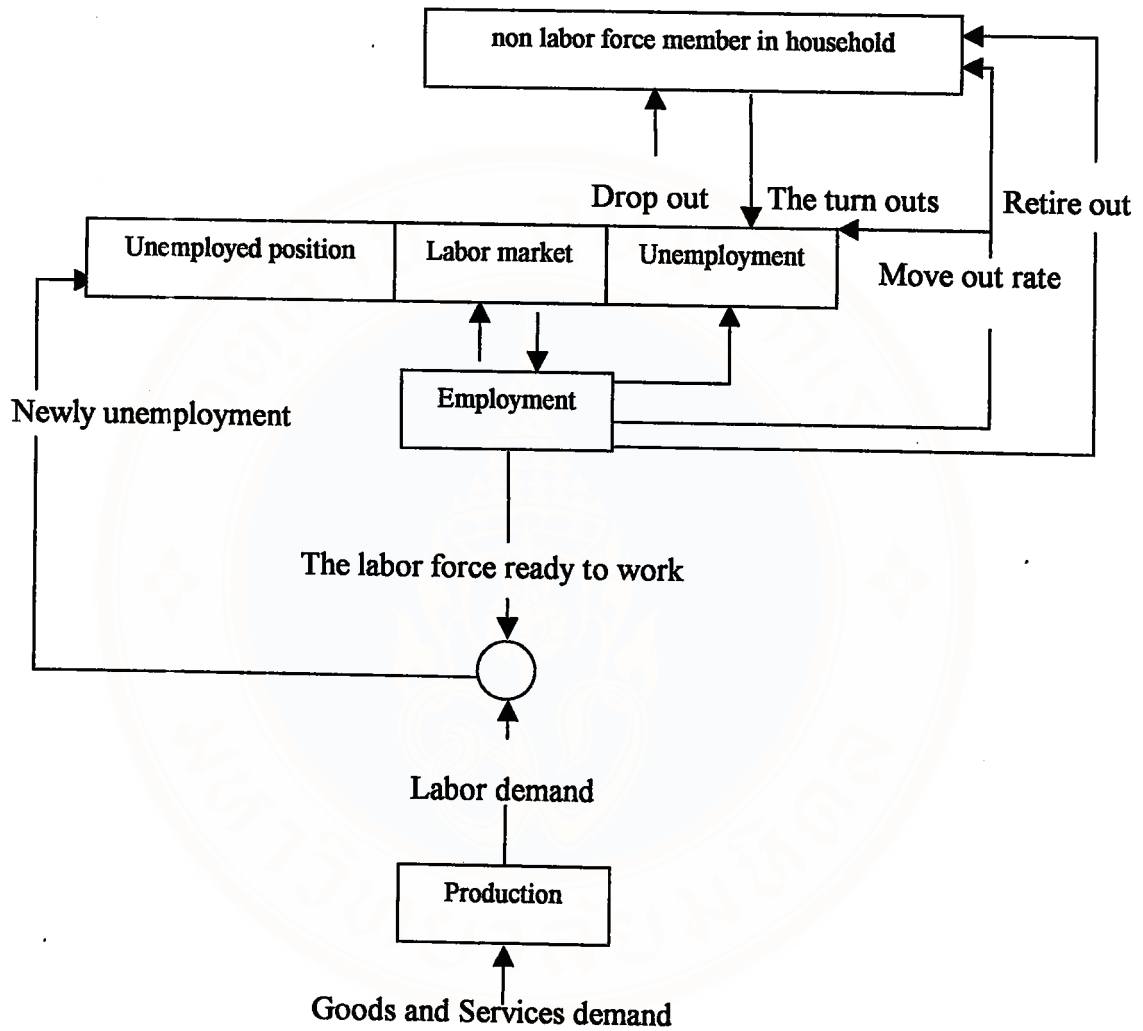 non labor force member in household
Drop out
The turn outs
Retire out
Unemployed position
Labor market
Unemployment
Move out rate
Employment
Newly unemployment
The labor force ready to work
Labor demand
Production
Goods and Services demand